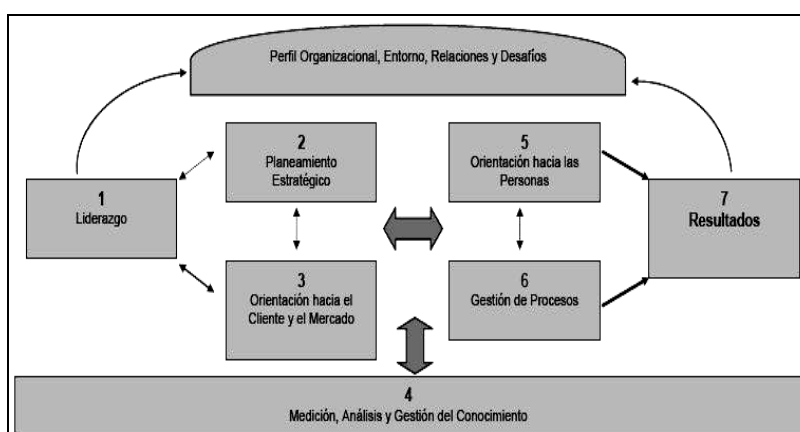 Perfil Organizacional, Entorno, Relaciones y Desafíos
1
Liderazgo
2
Planeamiento
Estratégico
3
Orientación hacia el
Cliente y el Mercado
5
Orientación hacia las
Personas
6
Gestión de Procesos
7
Resultados
4
Medición, Análisis y Gestión del Conocimiento